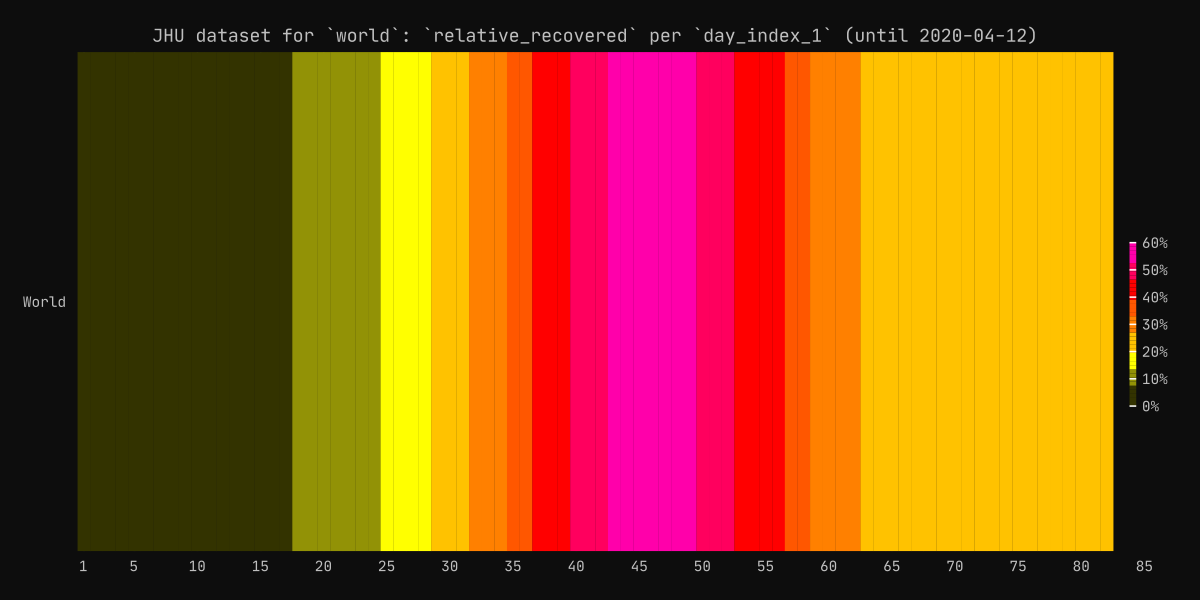 JHU dataset for `world`: `relative_recovered` per `day_index_1` (until 2020-04-12)
World
60%
50%
40%
30%
20%
10%
0%
1 5 10 15 20 25 30 35 40 45 50 55 60 65 70 75 80 85